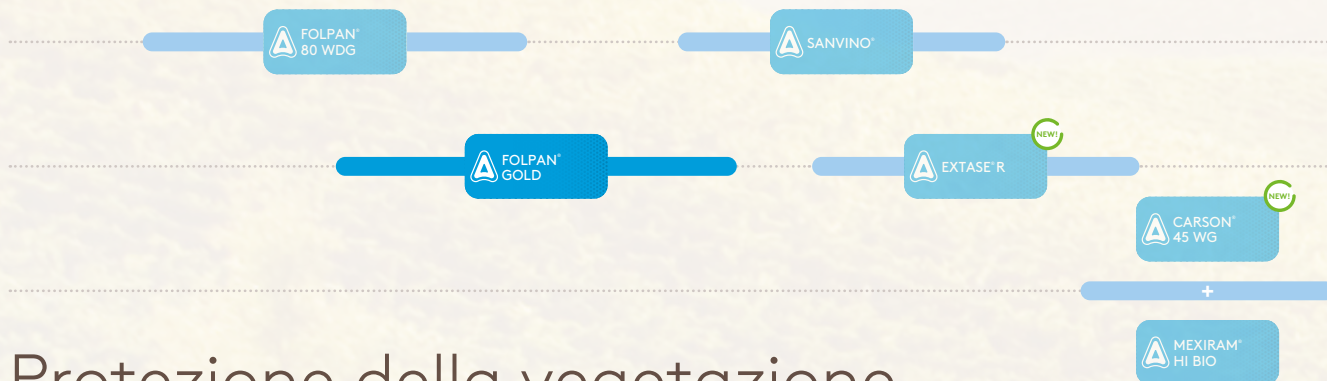 FOLPAN®
80 WDG
SANVINO®
FOLPAN®
GOLD
NEW!
EXTASE® R
NEW!
CARSON®
45 WG
+
MEXIRAM®
HI BIO
Protezione della vegetazione